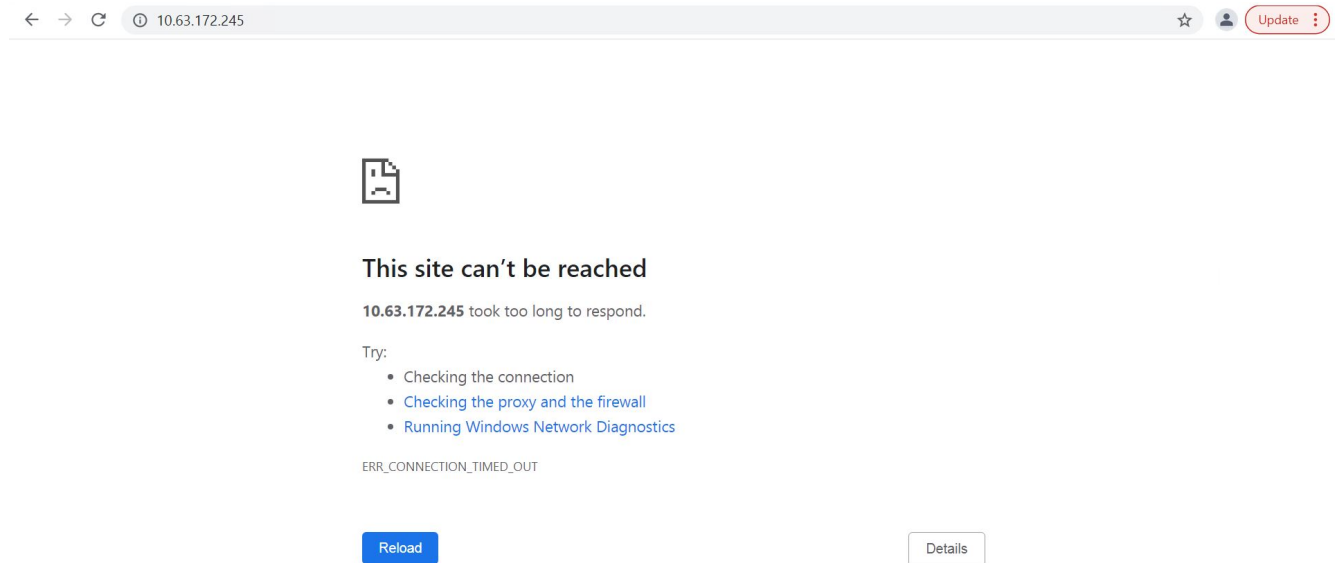 10.63.172.245
Update
This site can’t be reached
10.63.172.245 took too long to respond.
Try:
• Checking the connection
• Checking the proxy and the firewall
• Running Windows Network Diagnostics
ERR_CONNECTION_TIMED_OUT
Reload
Details